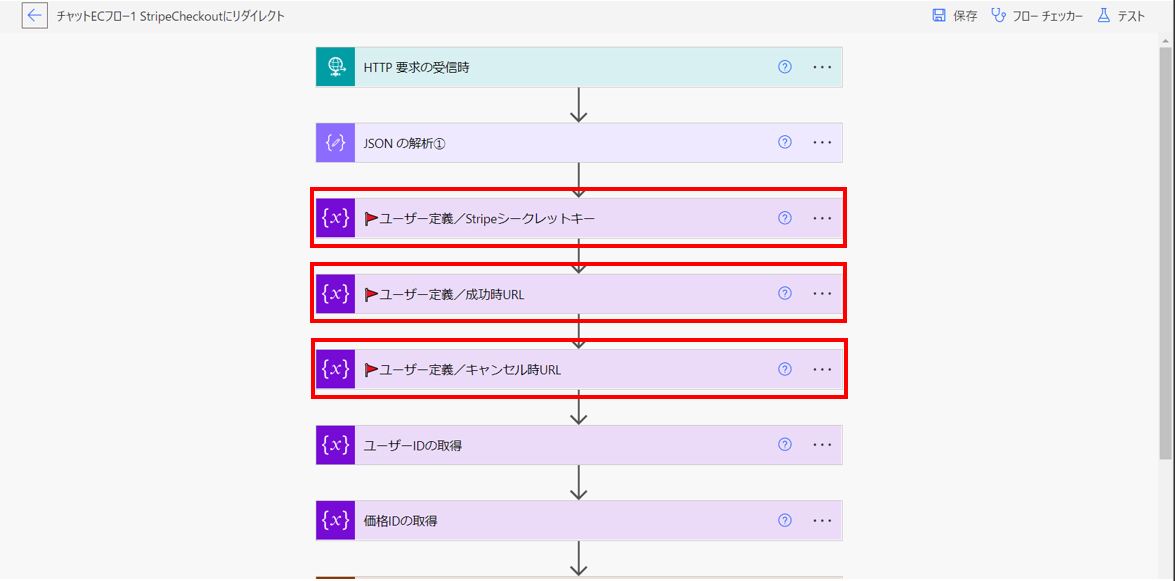 チャットECフロー1 StripeCheckoutにリダイレクト
保存 フロー チェッカー テスト
HTTP 要求の受信時
JSON の解析①
ユーザー定義／Stripeシークレットキー
ユーザー定義／成功時URL
ユーザー定義／キャンセル時URL
ユーザーIDの取得
価格IDの取得